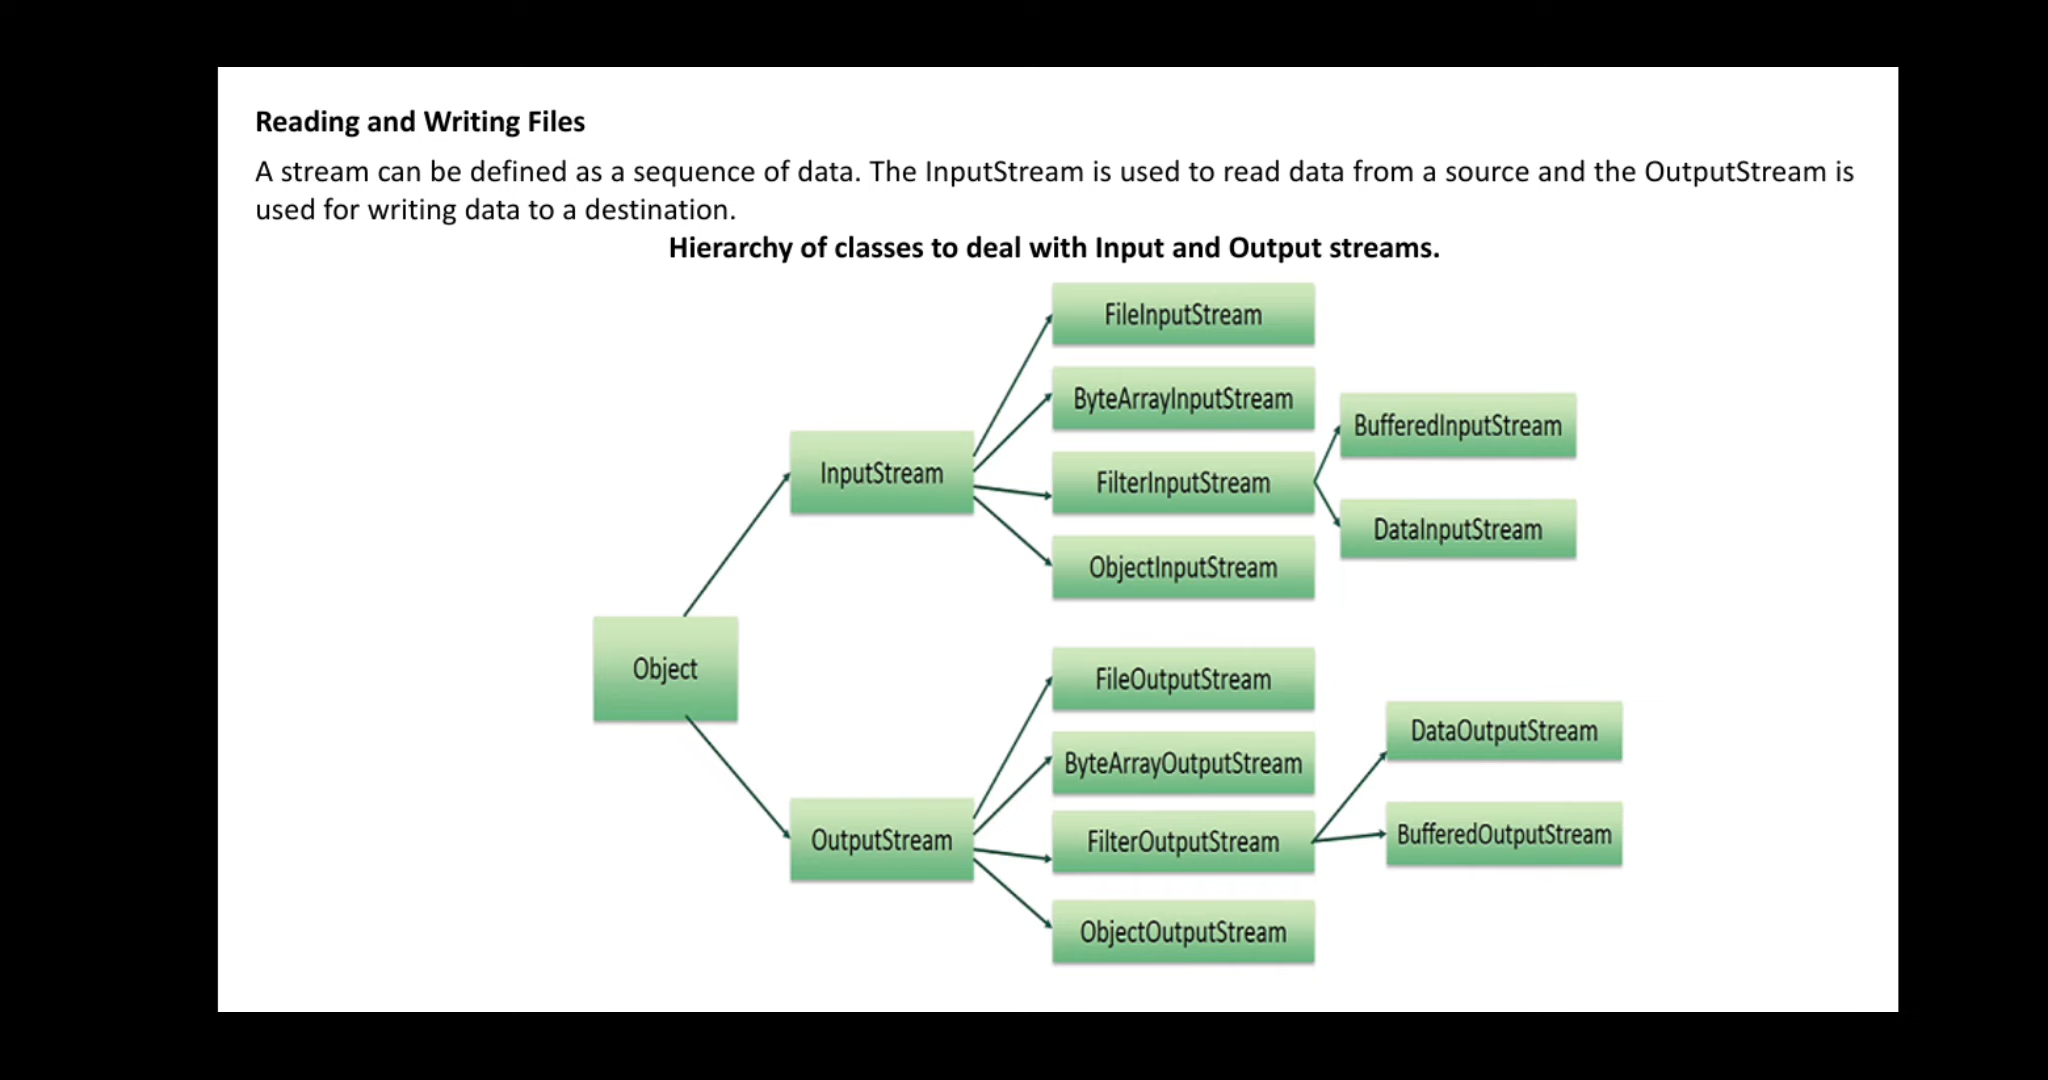 Reading and Writing Files
A stream can be defined as a sequence of data. The InputStream is used to read data from a source and the OutputStream is
used for writing data to a destination.
Hierarchy of classes to deal with Input and Output streams.
FileInputStream
ByteArrayInputStream
BufferedInputStream
InputStream
FilterInputStream
DataInputStream
ObjectInputStream
Object
FileOutputStream
DataOutputStream
ByteArrayOutputStream
BufferedOutputStream
OutputStream
FilterOutputStream
ObjectOutputStream